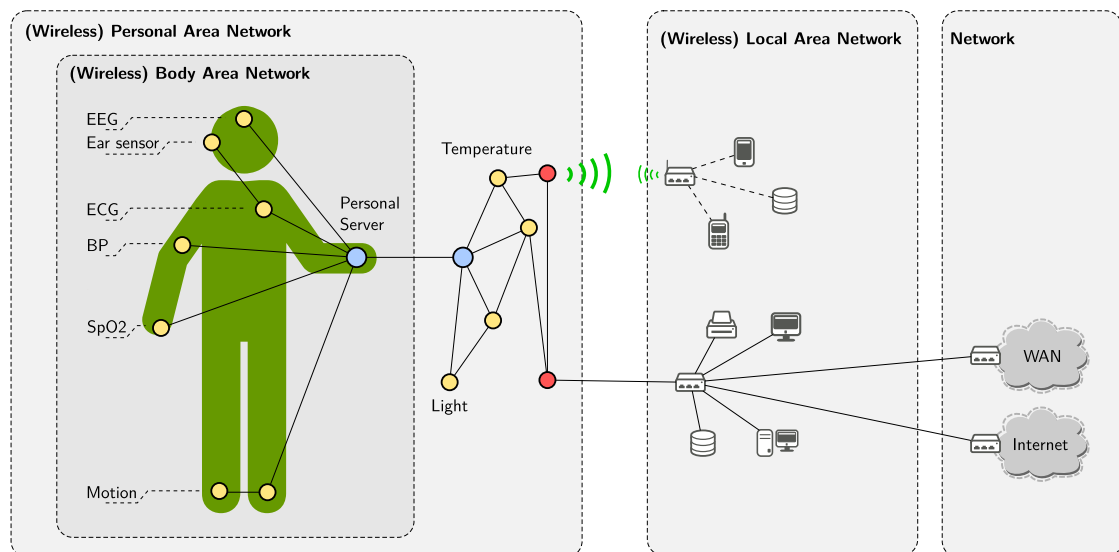 (Wireless) Personal Area Network
(Wireless) Body Area Network
EEG
Ear sensor
ECG
BP
SpO2
Motion
Personal
Server
Temperature
Light
(Wireless) Local Area Network
Network
WAN
Internet